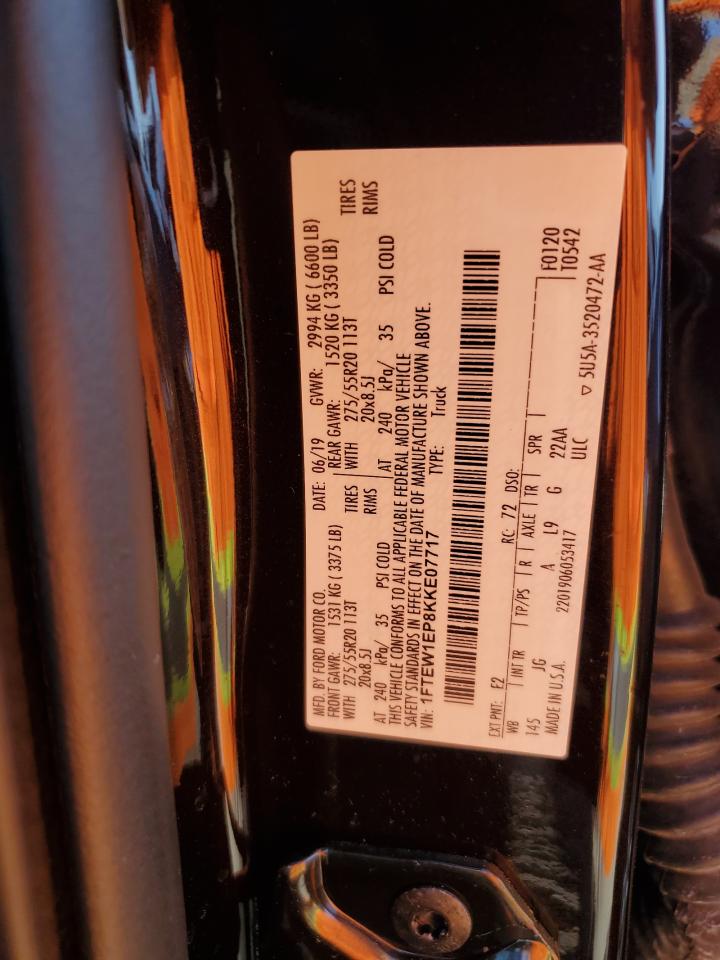 MFD. BY FORD MOTOR CO.
DATE: 06/19 GVWR: 2994 KG ( 6600 LB)
FRONT GAWR: 1531 KG ( 3375 LB)
REAR GAWR: 1520 KG ( 3350 LB)
WITH 275/55R20 113T TIRES
WITH 275/55R20 113T TIRES
20x8.5J RIMS
20x8.5J RIMS
AT 240 kPa/ 35 PSI COLD
AT 240 kPa/ 35 PSI COLD
THIS VEHICLE CONFORMS TO ALL APPLICABLE FEDERAL MOTOR VEHICLE
SAFETY STANDARDS IN EFFECT ON THE DATE OF MANUFACTURE SHOWN ABOVE.
VIN: 1FTEW1EP8KKE07717 TYPE: Truck
EXT PNT: E2 RC: 72 DSO: F0120
WB INT TR TP/PS R AXLE TR SPR T0542
145 JG A L9 G 22AA
MADE IN U.S.A. 2201906053417 ULC 5U5A-3520472-AA